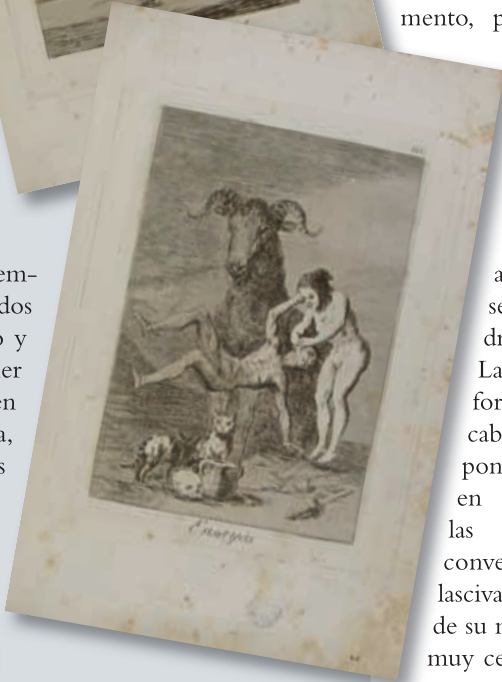 mento, p
em-
dos
o y
er
en
a,
s
a
se
dr
La
for
cab
pon
en
las
conve
lasciva
de su m
muy ce
Ensayos